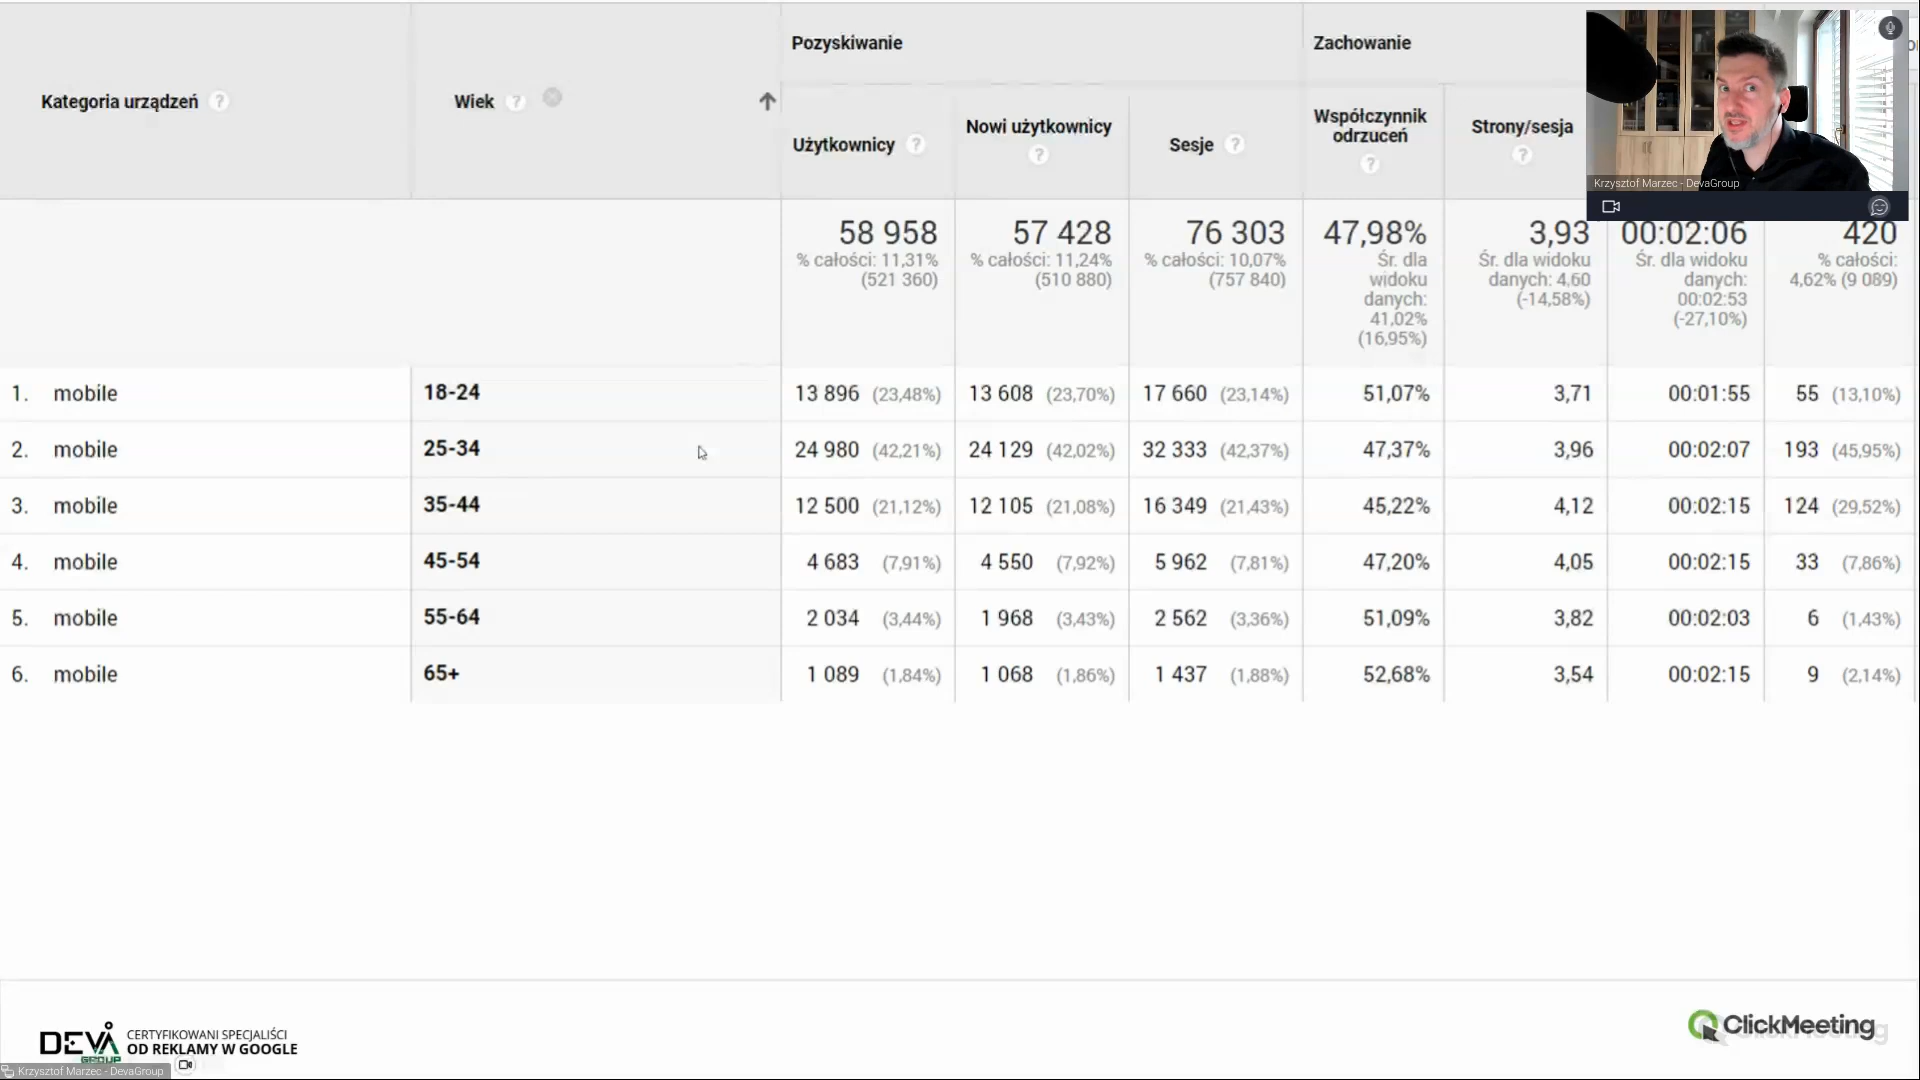 Pozyskiwanie
Zachowanie
Kategoria urządzeń ?
Wiek ?
Użytkownicy ?
Nowi użytkownicy
?
Sesje ?
Współczynnik
odrzuceń
?
Strony/sesja
?
Krzysztof Marzec - DevaGroup
58 958
% całości: 11,31%
(521 360)
57 428
% całości: 11,24%
(510 880)
76 303
% całości: 10,07%
(757 840)
47,98%
Śr. dla
widoku
danych:
41,02%
(16,95%)
3,93
Śr. dla widoku
danych: 4,60
(-14,58%)
00:02:06
Śr. dla widoku
danych:
00:02:53
(-27,10%)
420
% całości:
4,62% (9 089)
1. mobile 18-24 13 896 (23,48%) 13 608 (23,70%) 17 660 (23,14%) 51,07% 3,71 00:01:55 55 (13,10%)
2. mobile 25-34 24 980 (42,21%) 24 129 (42,02%) 32 333 (42,37%) 47,37% 3,96 00:02:07 193 (45,95%)
3. mobile 35-44 12 500 (21,12%) 12 105 (21,08%) 16 349 (21,43%) 45,22% 4,12 00:02:15 124 (29,52%)
4. mobile 45-54 4 683 (7,91%) 4 550 (7,92%) 5 962 (7,81%) 47,20% 4,05 00:02:15 33 (7,86%)
5. mobile 55-64 2 034 (3,44%) 1 968 (3,43%) 2 562 (3,36%) 51,09% 3,82 00:02:03 6 (1,43%)
6. mobile 65+ 1 089 (1,84%) 1 068 (1,86%) 1 437 (1,88%) 52,68% 3,54 00:02:15 9 (2,14%)
DEVA
GROUP
CERTYFIKOWANI SPECJALIŚCI
OD REKLAMY W GOOGLE
ClickMeeting
Krzysztof Marzec - DevaGroup